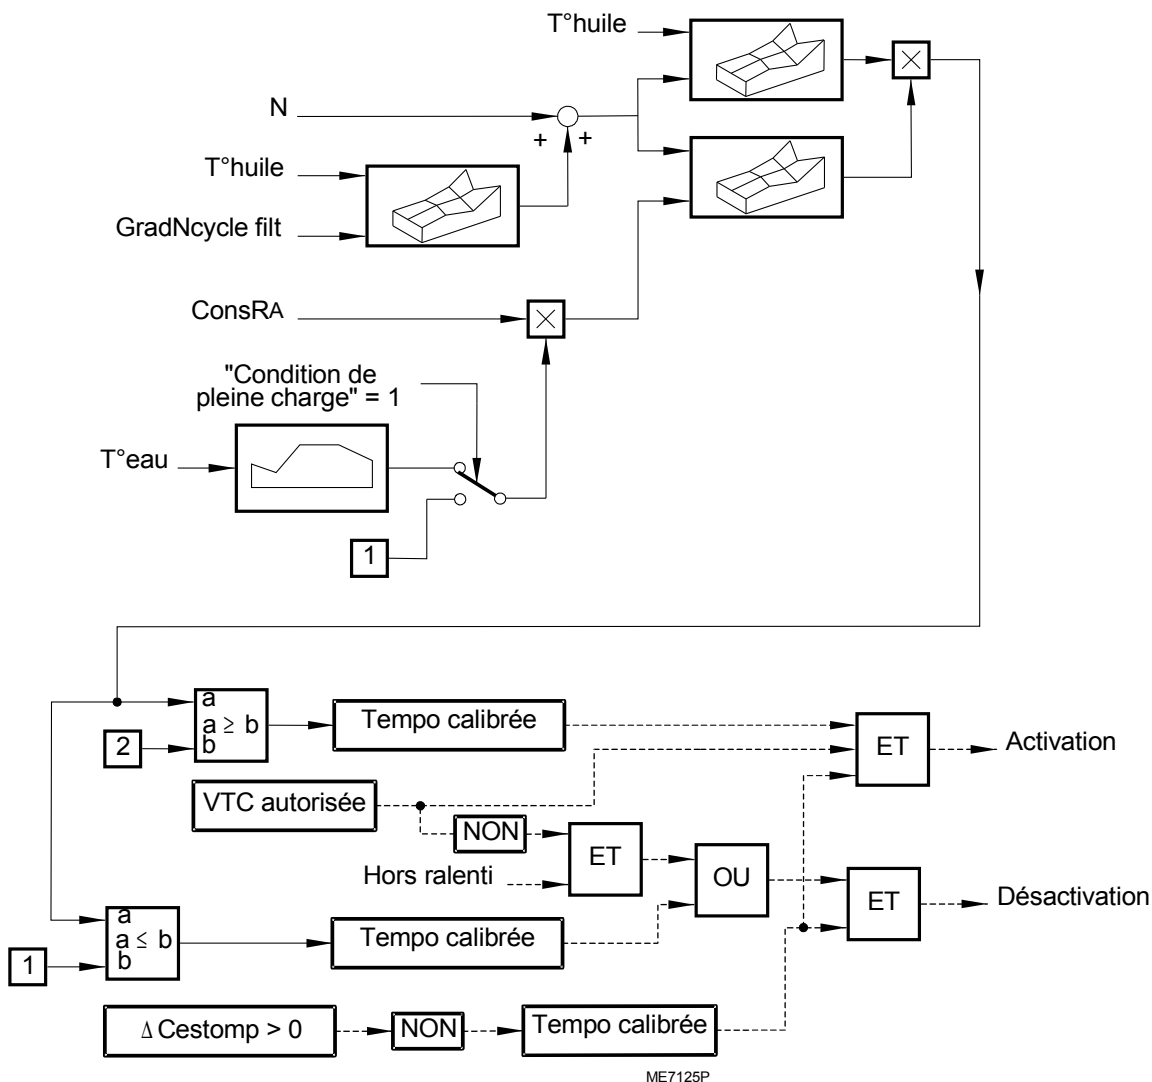 T°huile
N
+ +
T°huile
GradNcycle filt
ConsRA
"Condition de
pleine charge" = 1
T°eau
1
a
a ≥ b
b
2
Tempo calibrée
ET
Activation
VTC autorisée
NON
ET
Hors ralenti
OU
ET
Désactivation
a
a ≤ b
b
1
Tempo calibrée
Δ Cestomp > 0
NON
Tempo calibrée
ME7125P